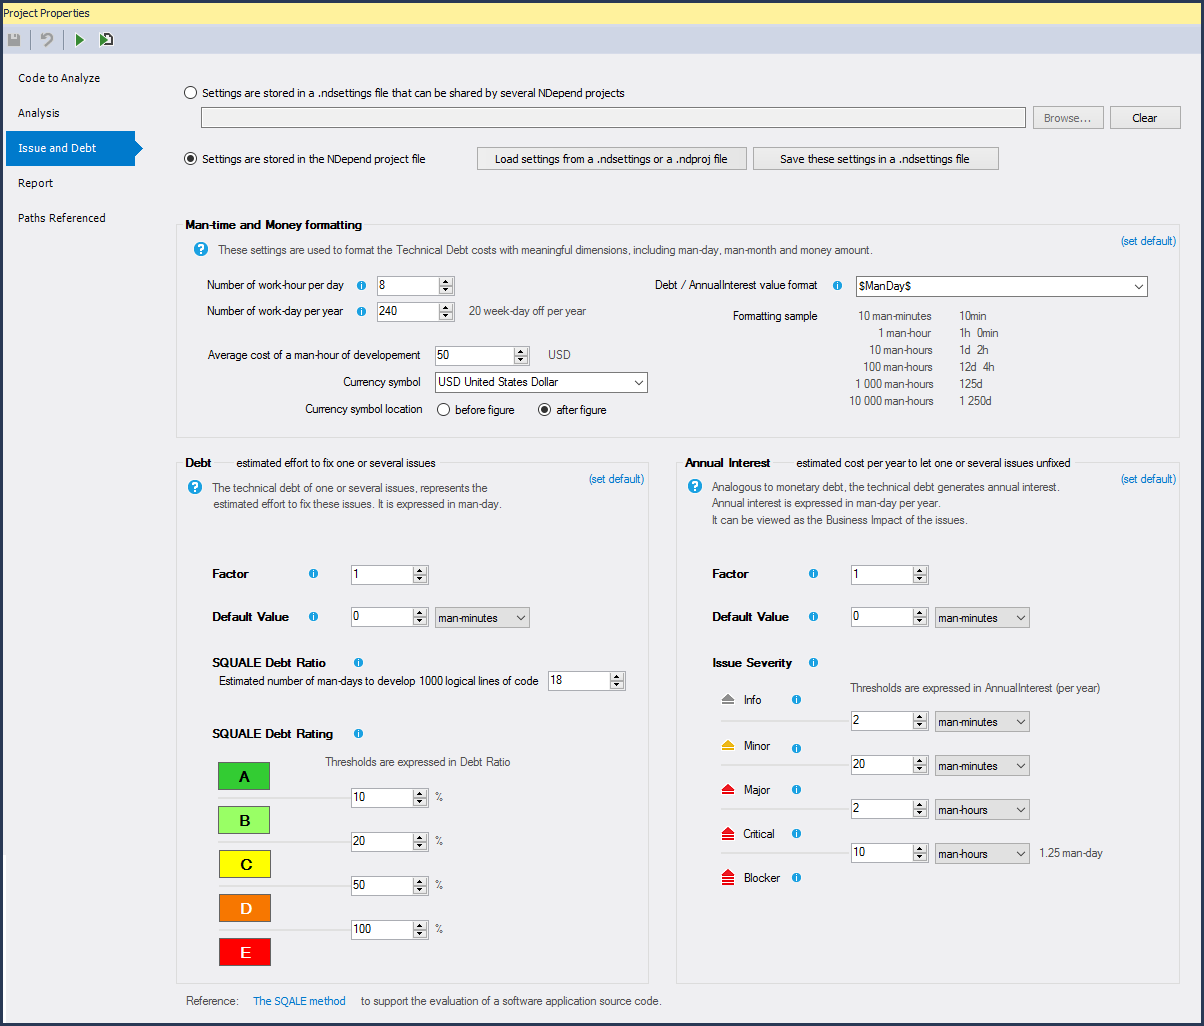 Project Properties
Code to Analyze
Analysis
Issue and Debt
Report
Paths Referenced
Settings are stored in a .ndsettings file that can be shared by several NDepend projects
Browse... Clear
Settings are stored in the NDepend project file Load settings from a .ndsettings or a .ndproj file Save these settings in a .ndsettings file
Man-time and Money formatting
These settings are used to format the Technical Debt costs with meaningful dimensions, including man-day, man-month and money amount. (set default)
Number of work-hour per day 8 Debt / AnnualInterest value format $ManDay$
Number of work-day per year 240 20 week-day off per year Formatting sample 10 man-minutes 10min
1 man-hour 1h 0min
10 man-hours 1d 2h
100 man-hours 12d 4h
1 000 man-hours 125d
10 000 man-hours 1 250d
Average cost of a man-hour of developement 50 USD
Currency symbol USD United States Dollar
Currency symbol location before figure after figure
Debt estimated effort to fix one or several issues
(set default)
The technical debt of one or several issues, represents the
estimated effort to fix these issues. It is expressed in man-day.
Factor 1
Default Value 0 man-minutes
SQUALE Debt Ratio
Estimated number of man-days to develop 1000 logical lines of code 18
SQUALE Debt Rating
Thresholds are expressed in Debt Ratio
A
10 %
B
20 %
C
50 %
D
100 %
E
Annual Interest estimated cost per year to let one or several issues unfixed
(set default)
Analogous to monetary debt, the technical debt generates annual interest.
Annual interest is expressed in man-day per year.
It can be viewed as the Business Impact of the issues.
Factor 1
Default Value 0 man-minutes
Issue Severity
Thresholds are expressed in AnnualInterest (per year)
Info
2 man-minutes
Minor
20 man-minutes
Major
2 man-hours
Critical
10 man-hours 1.25 man-day
Blocker
Reference: The SQALE method to support the evaluation of a software application source code.